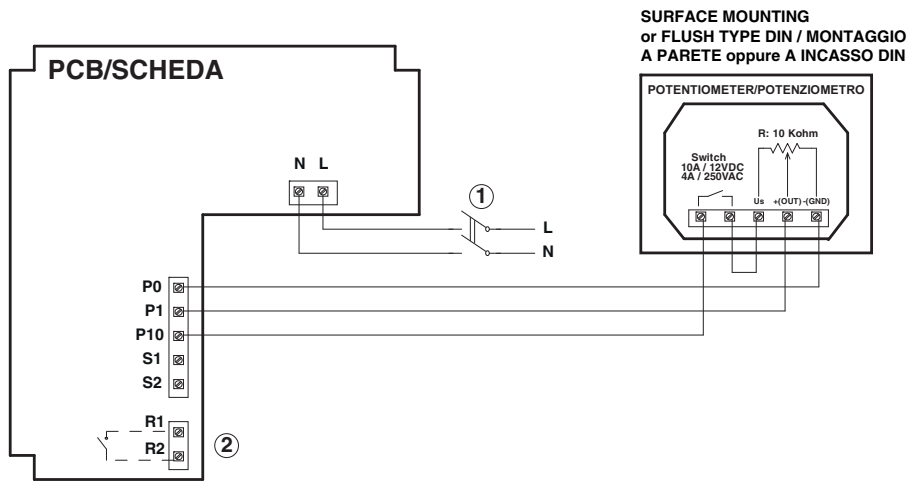 SURFACE MOUNTING
or FLUSH TYPE DIN / MONTAGGIO
A PARETE oppure A INCASSO DIN
PCB/SCHEDA
POTENTIOMETER/POTENZIOMETRO
R: 10 Kohm
Switch
10A / 12VDC
4A / 250VAC
Us +(OUT) -(GND)
N L
1
L
N
P0
P1
P10
S1
S2
R1
R2
2